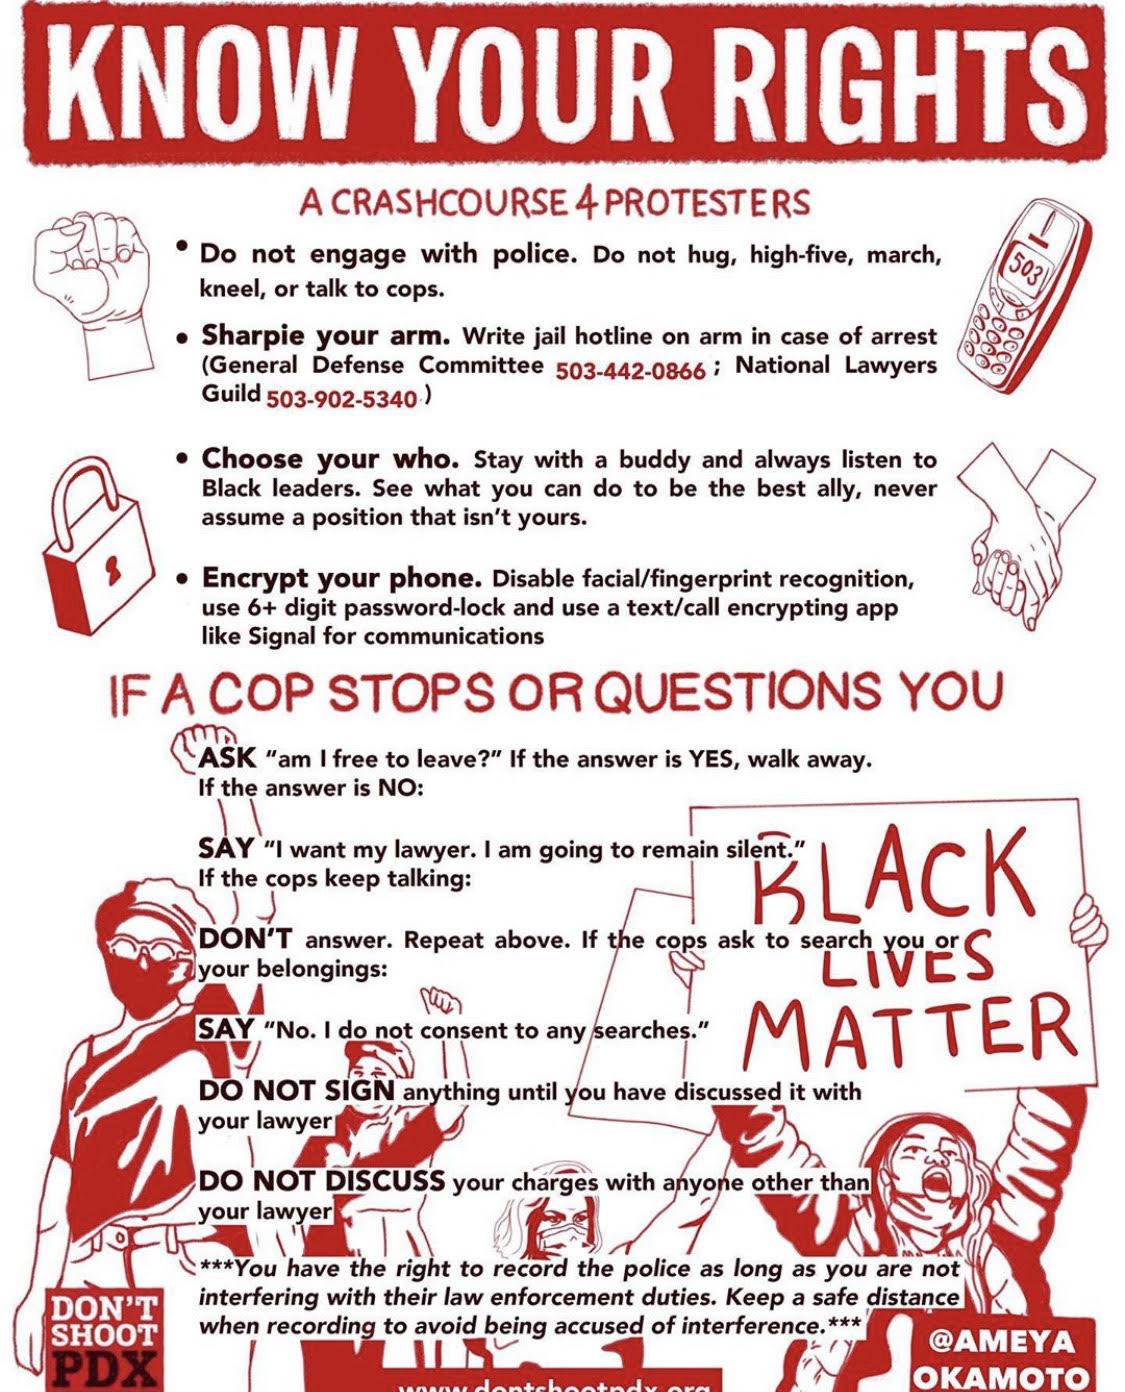 KNOW YOUR RIGHTS
A CRASHCOURSE 4 PROTESTERS
• Do not engage with police. Do not hug, high-five, march,
kneel, or talk to cops.
• Sharpie your arm. Write jail hotline on arm in case of arrest
(General Defense Committee 503-442-0866 ; National Lawyers
Guild 503-902-5340 )
503
• Choose your who. Stay with a buddy and always listen to
Black leaders. See what you can do to be the best ally, never
assume a position that isn't yours.
• Encrypt your phone. Disable facial/fingerprint recognition,
use 6+ digit password-lock and use a text/call encrypting app
like Signal for communications
IF A COP STOPS OR QUESTIONS YOU
ASK “am I free to leave?” If the answer is YES, walk away.
If the answer is NO:
SAY “I want my lawyer. I am going to remain silent.”
If the cops keep talking:
DON'T answer. Repeat above. If the cops ask to search you or
your belongings:
SAY “No. I do not consent to any searches.”
DO NOT SIGN anything until you have discussed it with
your lawyer
DO NOT DISCUSS your charges with anyone other than
your lawyer
BLACK
LIVES
MATTER
***You have the right to record the police as long as you are not
interfering with their law enforcement duties. Keep a safe distance
when recording to avoid being accused of interference.***
DON'T
SHOOT
PDX
www.dontshootpdx.org
@AMEYA
OKAMOTO